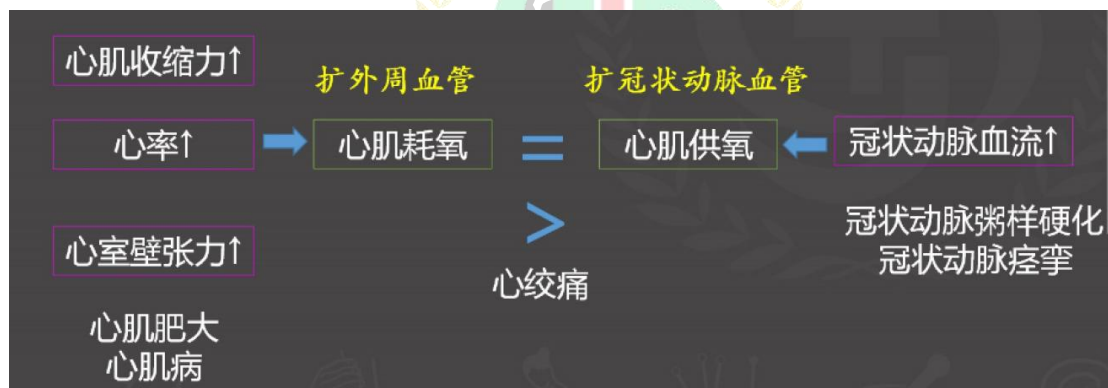 心肌收缩力↑
扩外周血管
扩冠状动脉血管
心率↑
心肌耗氧
=
心肌供氧
冠状动脉血流↑
>
心室壁张力↑
心绞痛
冠状动脉粥样硬化
冠状动脉痉挛
心肌肥大
心肌病